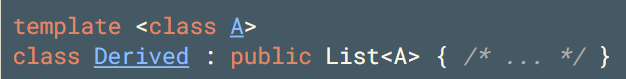 template <class A>
class Derived : public List<A> { /* ... */ }